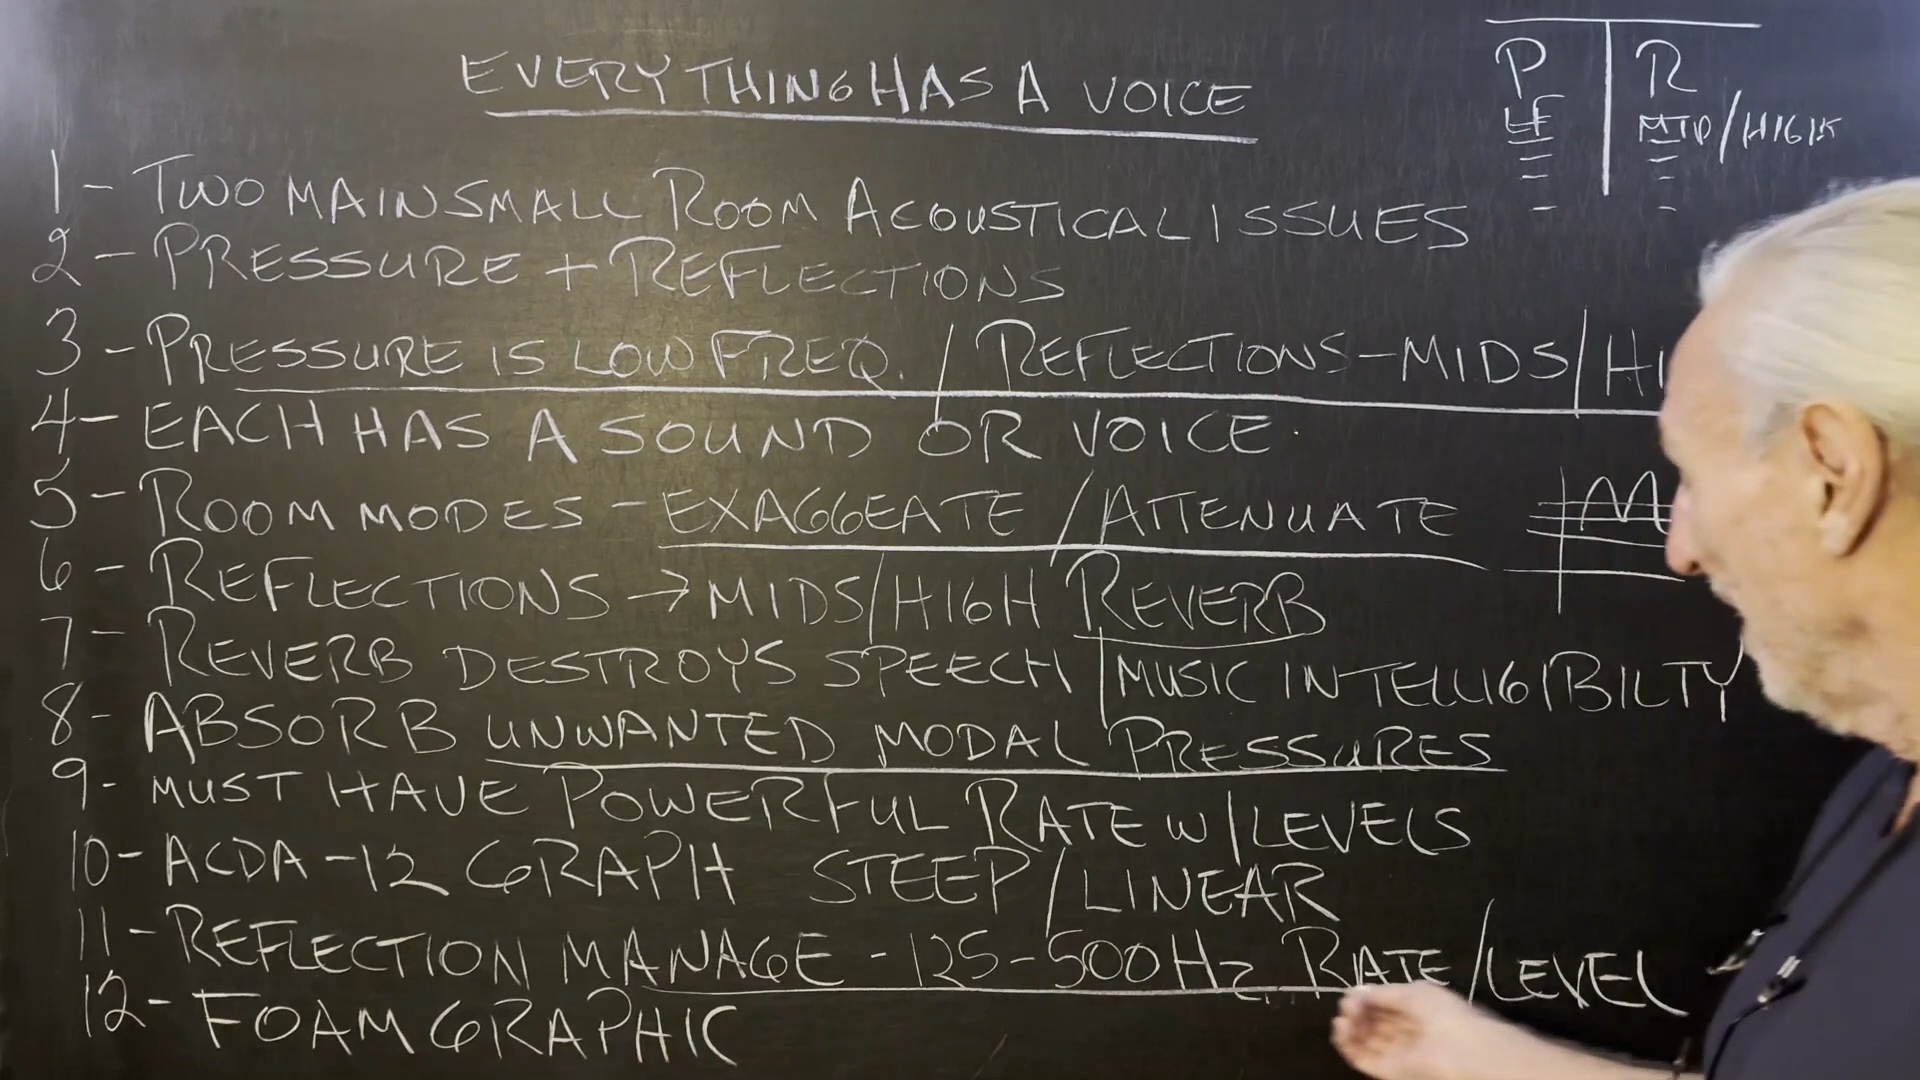 EVERYTHING HAS A VOICE
P | R
LF | MID/HIGH
1 - TWO MAIN SMALL ROOM ACOUSTICAL ISSUES
2 - PRESSURE + REFLECTIONS
3 - PRESSURE IS LOW FREQ. / REFLECTIONS - MIDS/HI
4 - EACH HAS A SOUND OR VOICE.
5 - ROOM MODES - EXAGGEATE / ATTENUATE
6 - REFLECTIONS → MIDS/HIGH REVERB
7 - REVERB DESTROYS SPEECH / MUSIC INTELLIGIBILTY
8 - ABSORB UNWANTED MODAL PRESSURES
9 - MUST HAVE POWERFUL RATE W/LEVELS
10 - ACDA-12 GRAPH STEEP/LINEAR
11 - REFLECTION MANAGE - 125-500Hz RATE/LEVEL
12 - FOAM GRAPHIC